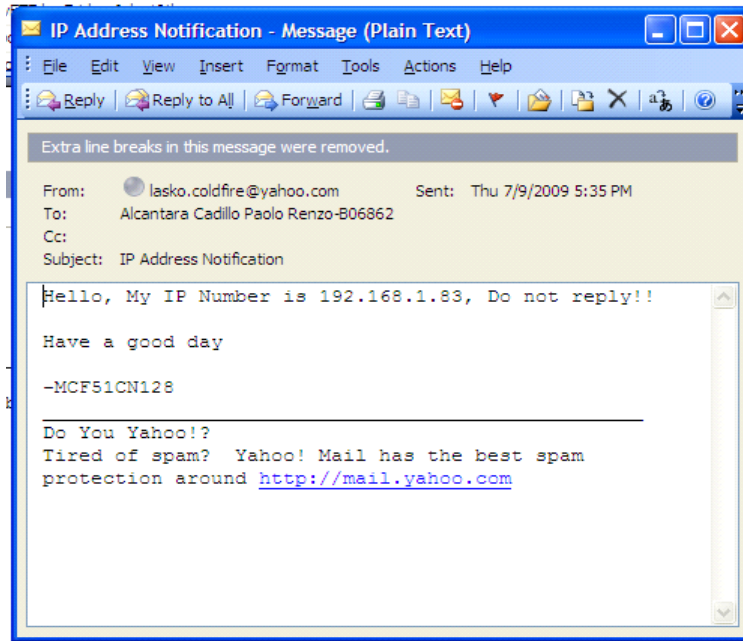 IP Address Notification - Message (Plain Text)
File Edit View Insert Format Tools Actions Help
Reply Reply to All Forward
Extra line breaks in this message were removed.
From: lasko.coldfire@yahoo.com Sent: Thu 7/9/2009 5:35 PM
To: Alcantara Cadillo Paolo Renzo-B06862
Cc:
Subject: IP Address Notification
Hello, My IP Number is 192.168.1.83, Do not reply!!
Have a good day
-MCF51CN128
Do You Yahoo!?
Tired of spam? Yahoo! Mail has the best spam
protection around http://mail.yahoo.com